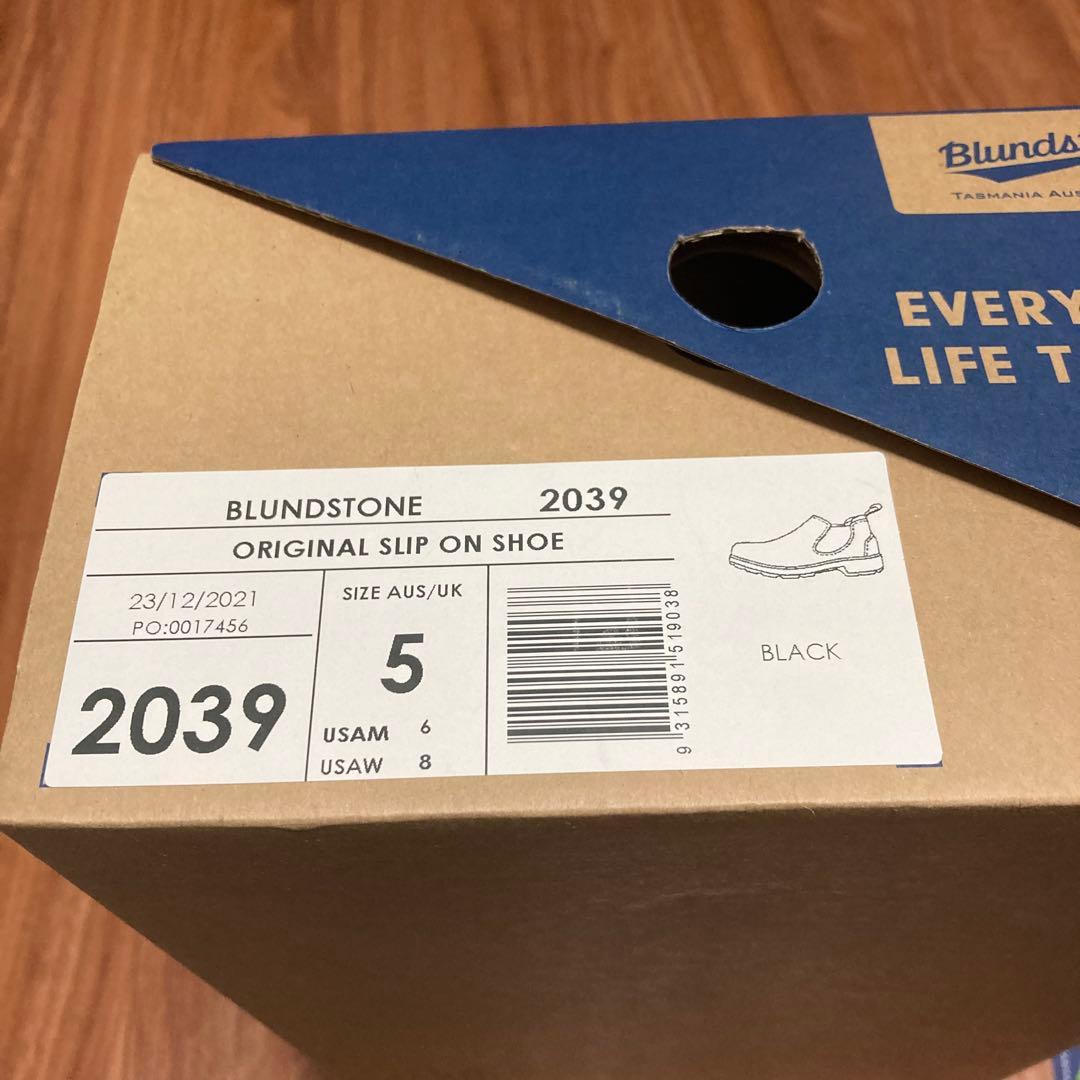 Blunds
TASMANIA AUS
EVERY
LIFE T
BLUNDSTONE 2039
ORIGINAL SLIP ON SHOE
23/12/2021
PO:0017456
2039
SIZE AUS/UK
5
USAM 6
USAW 8
9 315891 519038
BLACK